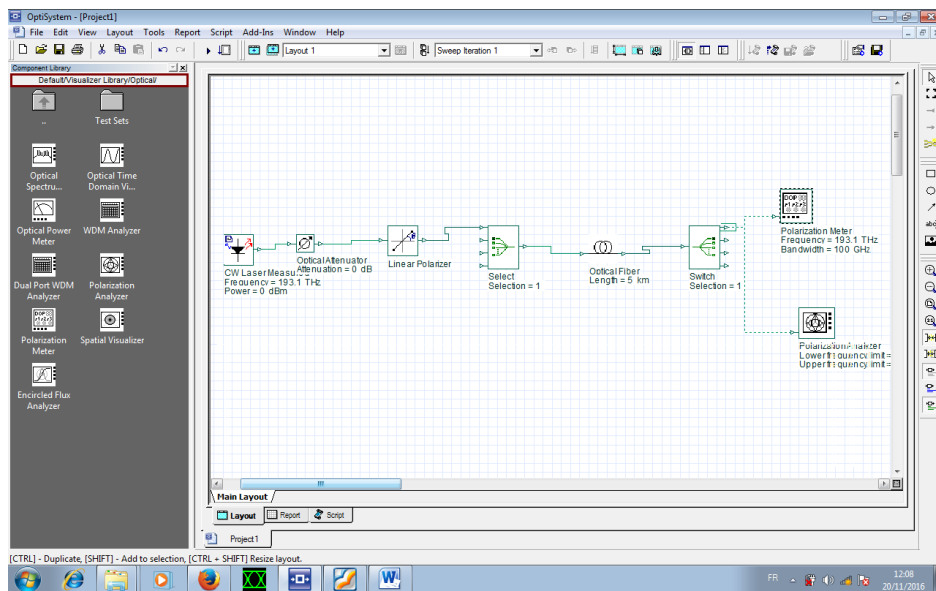 OptiSystem - [Project1]
File Edit View Layout Tools Report Script Add-Ins Window Help
Layout 1
Sweep Iteration 1
Component Library
Default/Visualizer Library/Optical/
..
Test Sets
Optical
Spectru...
Optical Time
Domain Vi...
Optical Power
Meter
WDM Analyzer
Dual Port WDM
Analyzer
Polarization
Analyzer
Polarization
Meter
Spatial Visualizer
Encircled Flux
Analyzer
CW Laser Measured
Frequency = 193.1 THz
Power = 0 dBm
Optical Attenuator
Attenuation = 0 dB
Linear Polarizer
Select
Selection = 1
Optical Fiber
Length = 5 km
Switch
Selection = 1
DOP
Polarization Meter
Frequency = 193.1 THz
Bandwidth = 100 GHz
Polarization Analyzer
Lower frequency limit =
Upper frequency limit =
Main Layout
Layout
Report
Script
Project1
[CTRL] - Duplicate, [SHIFT] - Add to selection, [CTRL + SHIFT] Resize layout.
FR
12:08
20/11/2016